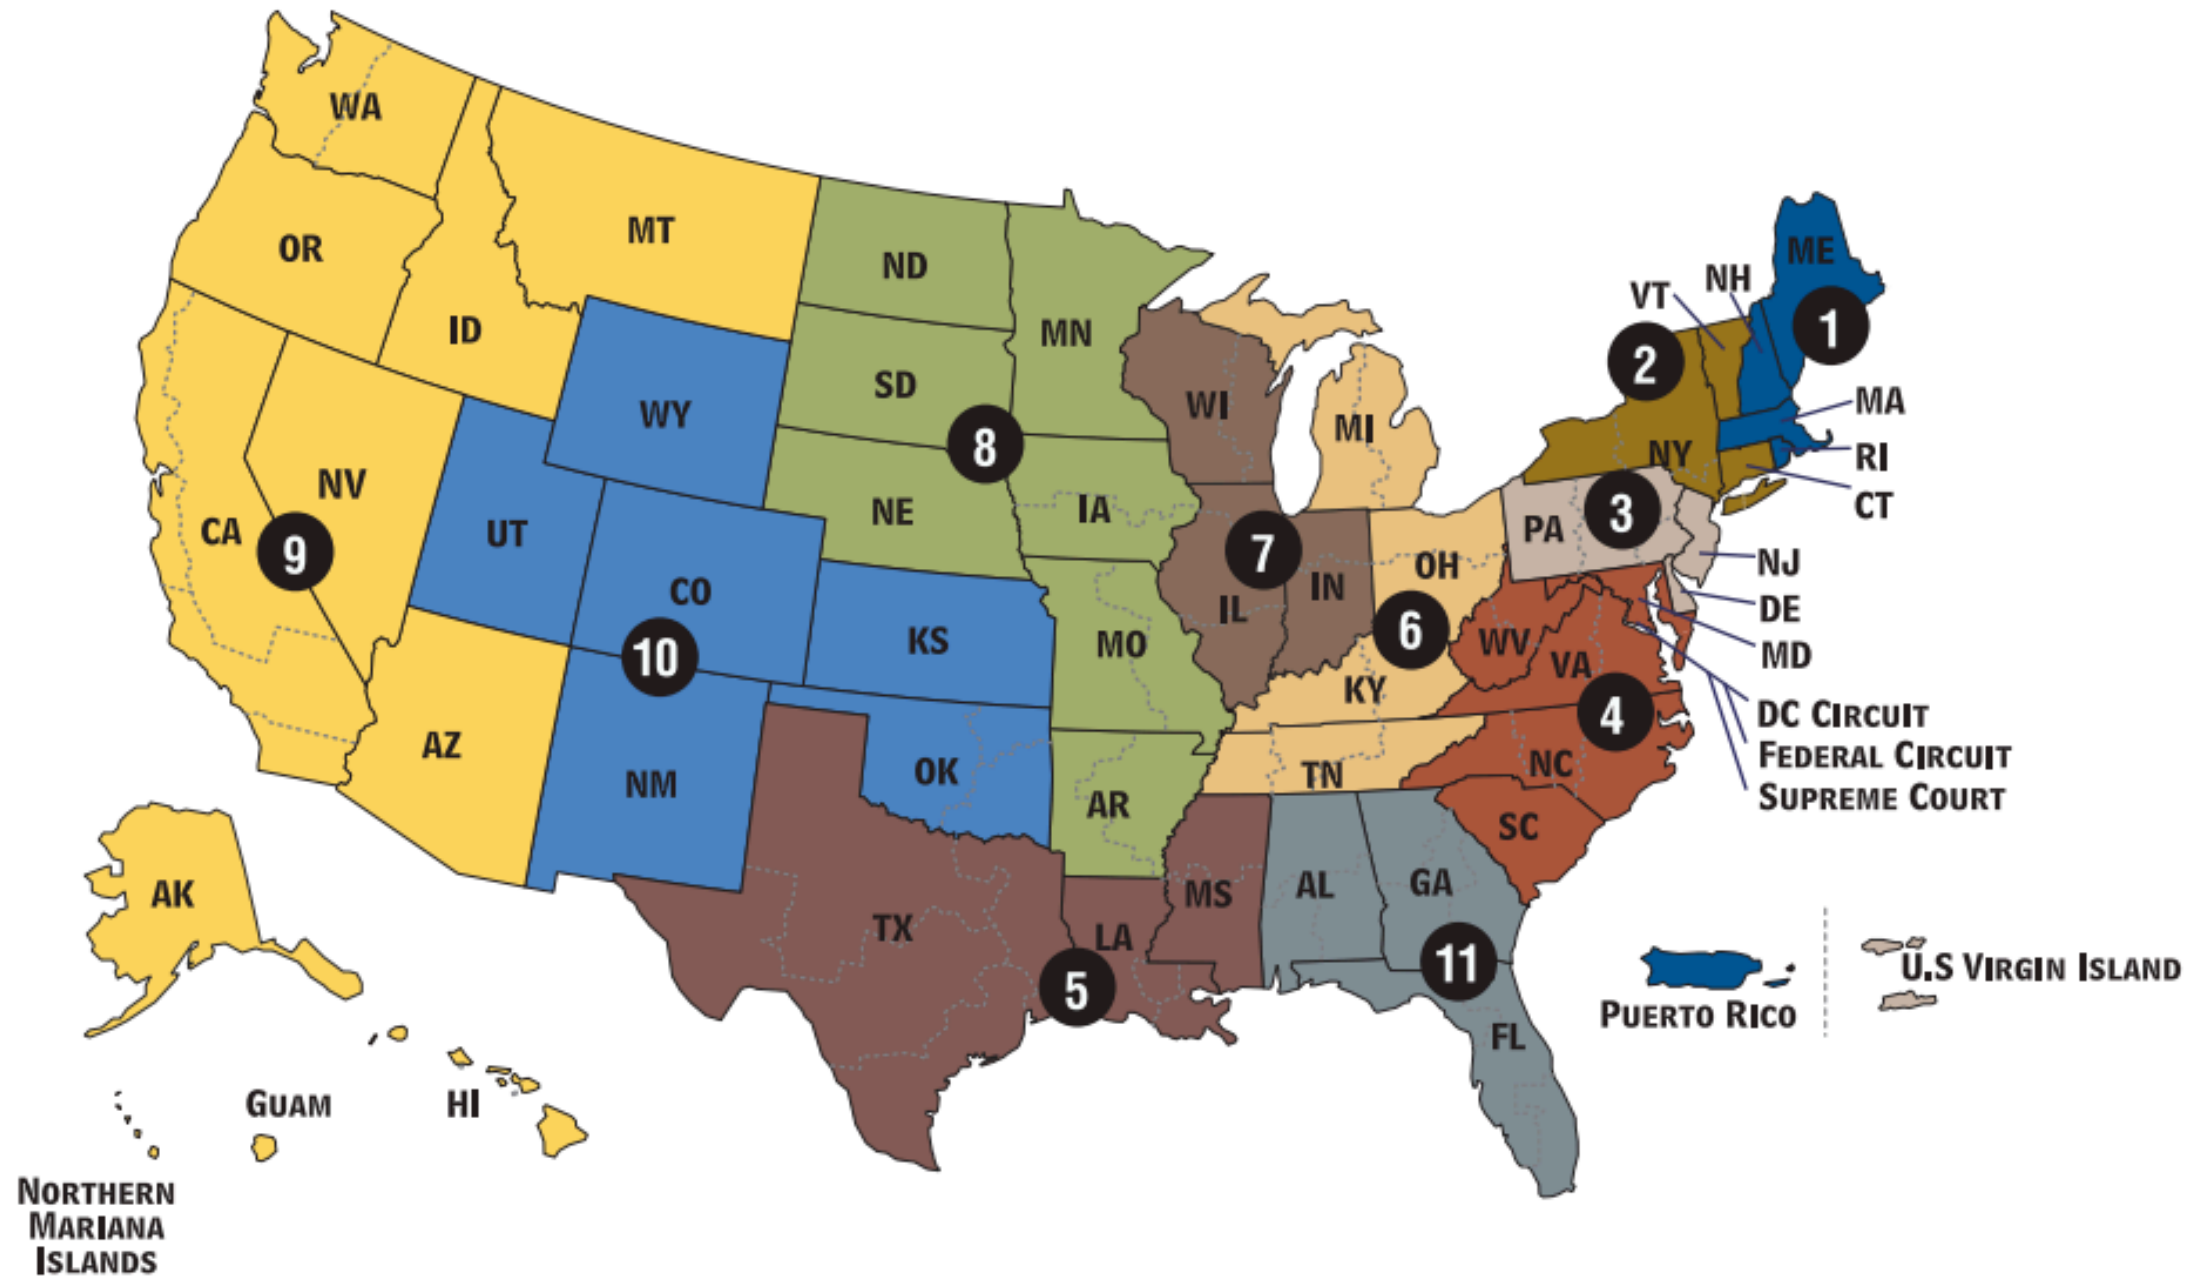 WA
MT
OR
ID
ND
MN
SD
WY
8
NE
IA
NV
CA
9
UT
CO
10
KS
MO
AZ
NM
OK
AR
TX
LA
5
MS
AL
GA
11
FL
WI
MI
7
IL
IN
OH
6
KY
TN
WV
VA
4
NC
SC
PA
3
NY
2
VT
NH
ME
1
MA
RI
CT
NJ
DE
MD
DC CIRCUIT
FEDERAL CIRCUIT
SUPREME COURT
AK
HI
GUAM
NORTHERN
MARIANA
ISLANDS
PUERTO RICO
U.S VIRGIN ISLAND